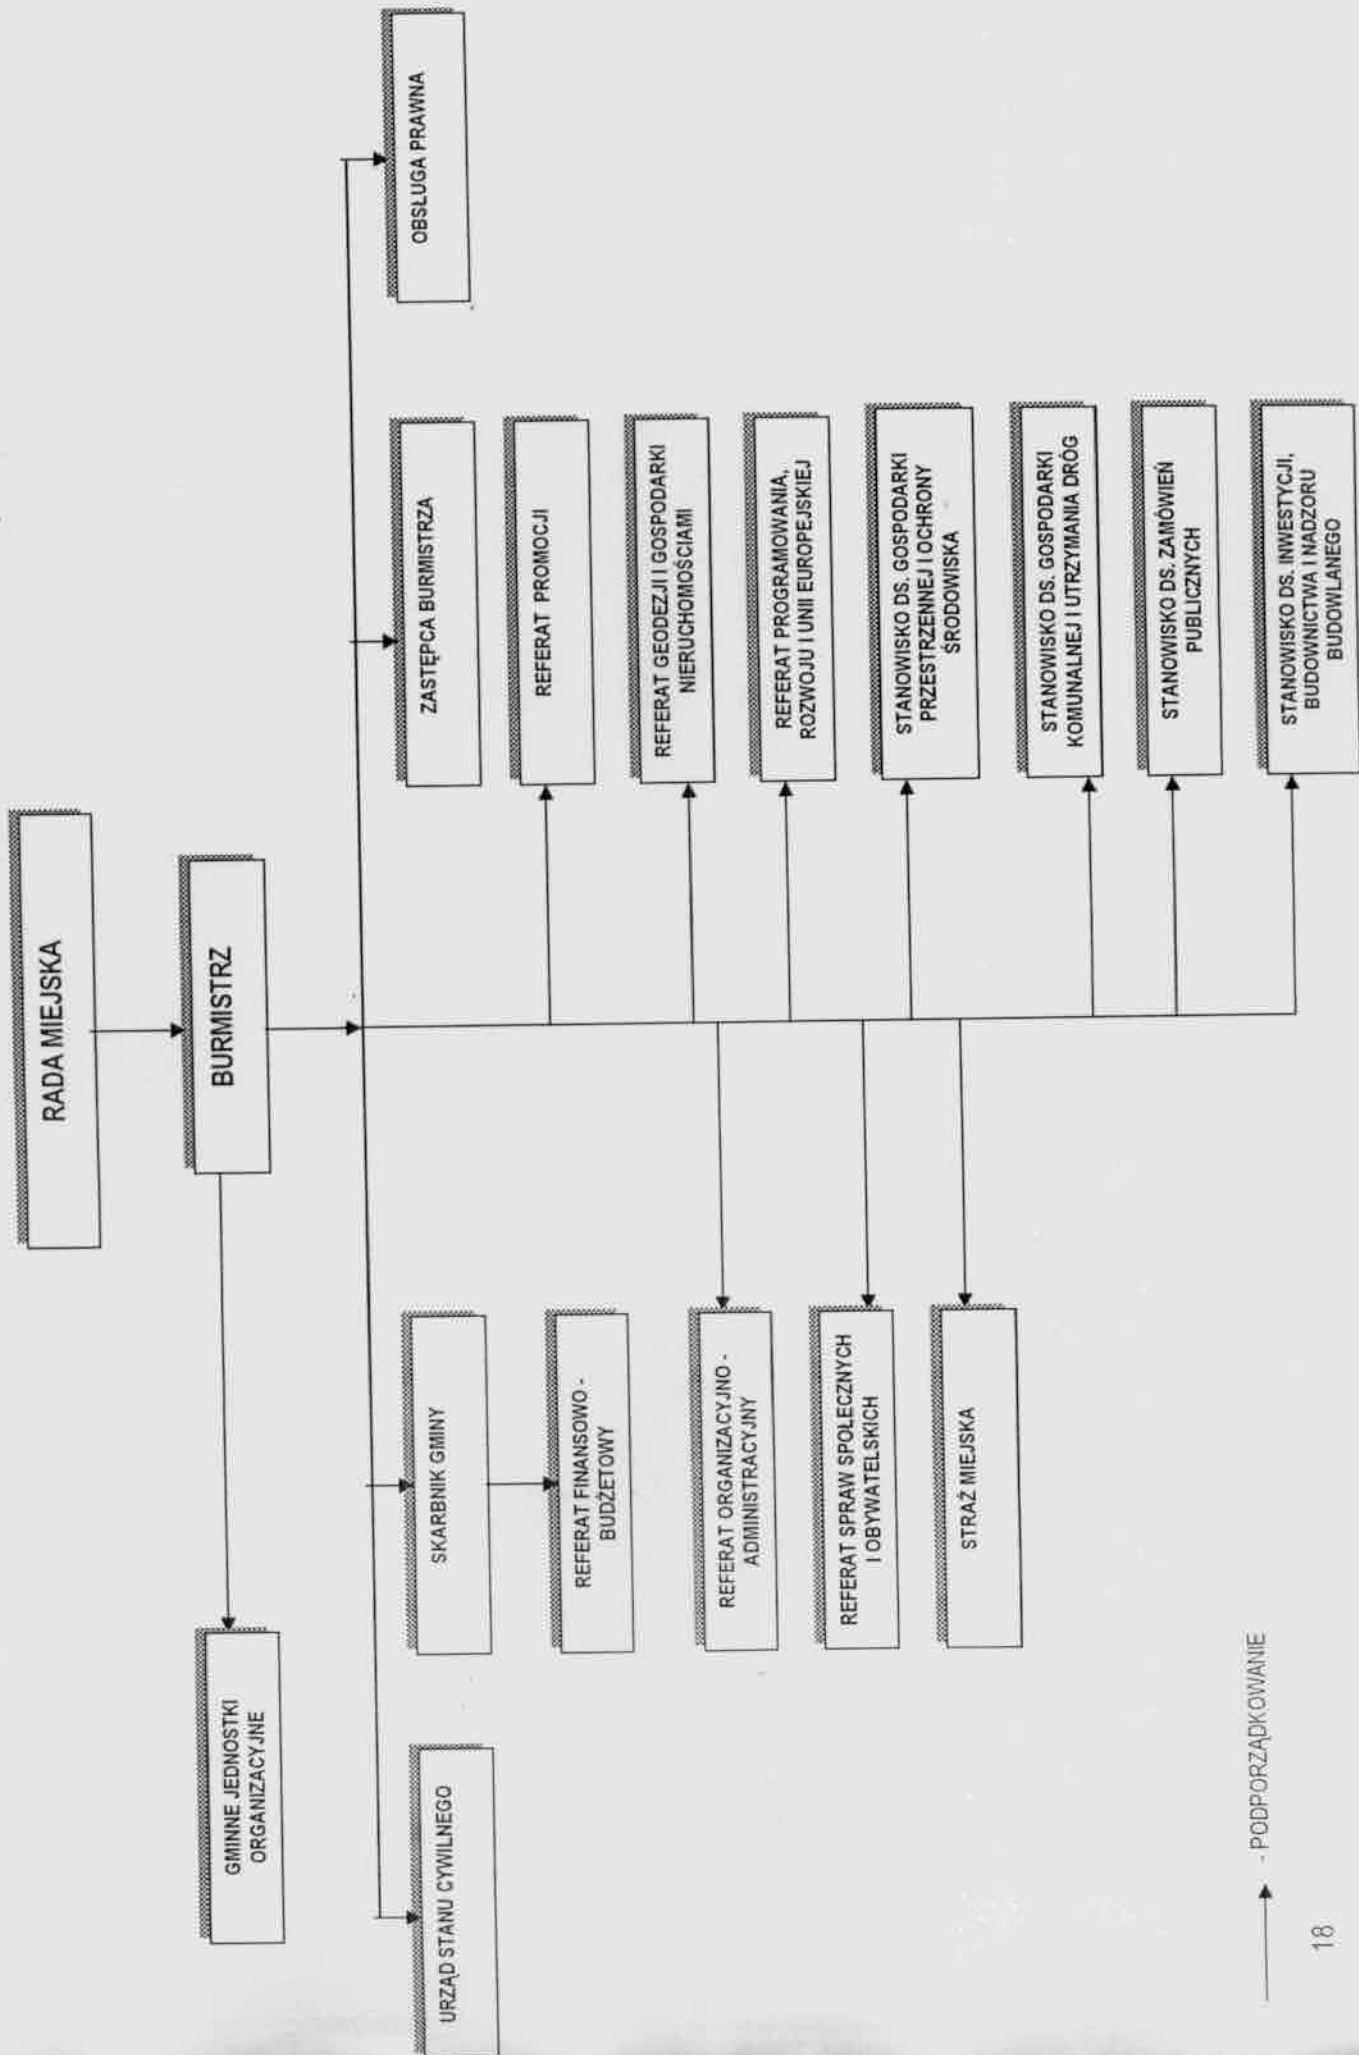 RADA MIEJSKA
BURMISTRZ
GMINNE JEDNOSTKI
ORGANIZACYJNE
URZĄD STANU CYWILNEGO
SKARBNIK GMINY
ZASTĘPCA BURMISTRZA
OBSŁUGA PRAWNA
REFERAT FINANSOWO -
BUDŻETOWY
REFERAT ORGANIZACYJNO -
ADMINISTRACYJNY
REFERAT SPRAW SPOŁECZNYCH
I OBYWATELSKICH
STRAŻ MIEJSKA
REFERAT PROMOCJI
REFERAT GEODEZJI I GOSPODARKI
NIERUCHOMOŚCIAMI
REFERAT PROGRAMOWANIA,
ROZWOJU I UNII EUROPEJSKIEJ
STANOWISKO DS. GOSPODARKI
PRZESTRZENNEJ I OCHRONY
ŚRODOWISKA
STANOWISKO DS. GOSPODARKI
KOMUNALNEJ I UTRZYMANIA DRÓG
STANOWISKO DS. ZAMÓWIEŃ
PUBLICZNYCH
STANOWISKO DS. INWESTYCJI,
BUDOWNICTWA I NADZORU
BUDOWLANEGO
- PODPORZĄDKOWANIE
18